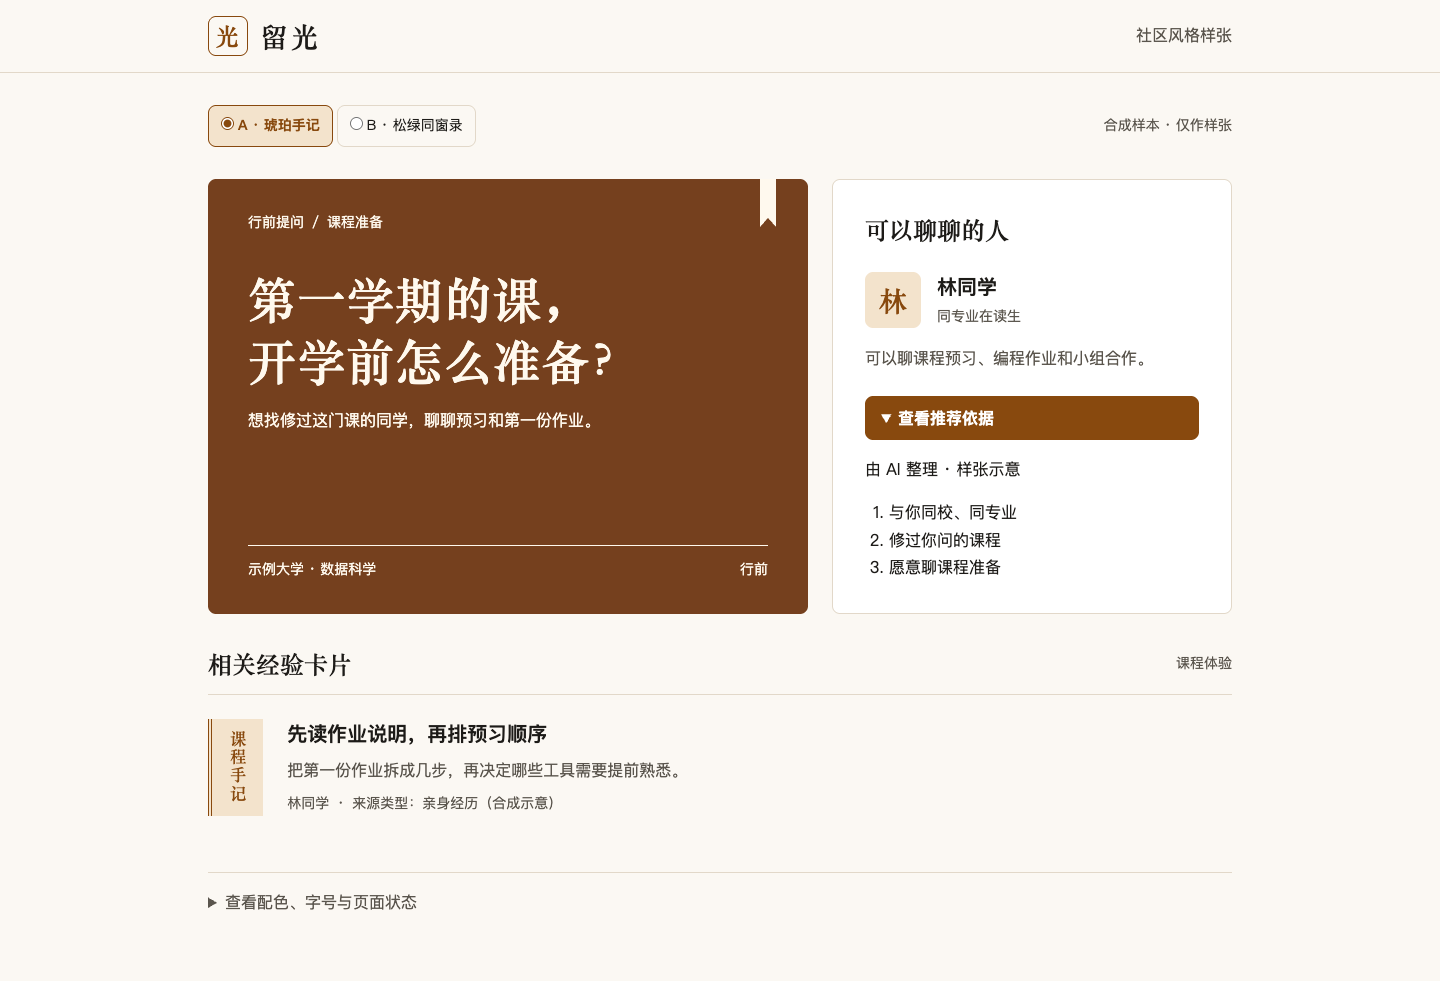 光 留光
社区风格样张
A · 琥珀手记
B · 松绿同窗录
合成样本 · 仅作样张
行前提问 / 课程准备
第一学期的课，
开学前怎么准备？
想找修过这门课的同学，聊聊预习和第一份作业。
示例大学 · 数据科学
行前
可以聊聊的人
林
林同学
同专业在读生
可以聊课程预习、编程作业和小组合作。
查看推荐依据
由 AI 整理 · 样张示意
1. 与你同校、同专业
2. 修过你问的课程
3. 愿意聊课程准备
相关经验卡片
课程体验
课程手记
先读作业说明，再排预习顺序
把第一份作业拆成几步，再决定哪些工具需要提前熟悉。
林同学 · 来源类型：亲身经历（合成示意）
查看配色、字号与页面状态